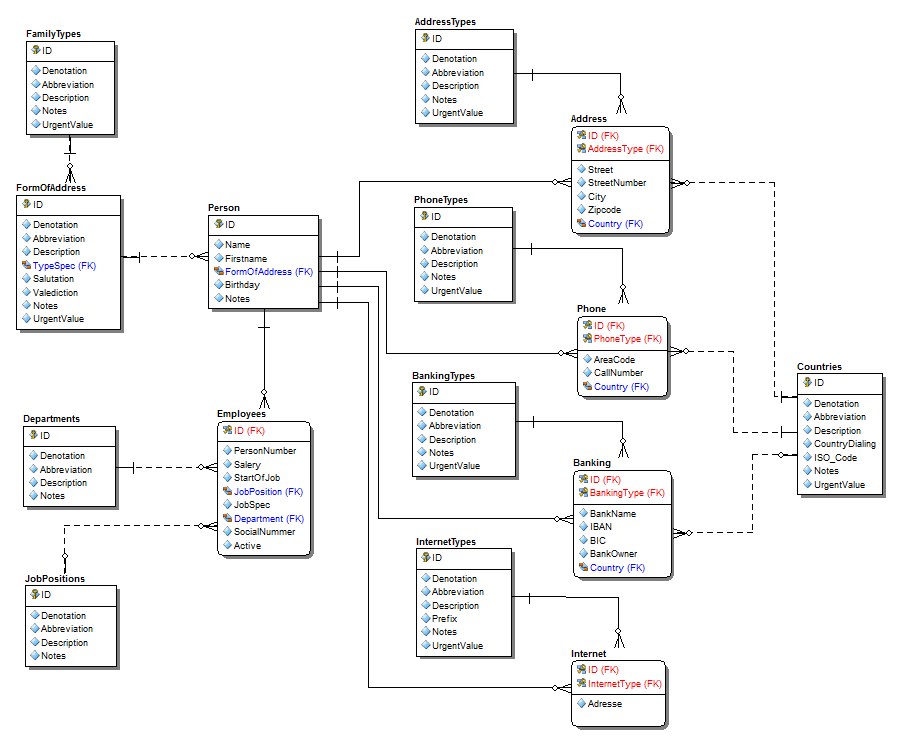 FamilyTypes
ID
Denotation
Abbreviation
Description
Notes
UrgentValue
FormOfAddress
ID
Denotation
Abbreviation
Description
TypeSpec (FK)
Salutation
Valediction
Notes
UrgentValue
Departments
ID
Denotation
Abbreviation
Description
Notes
JobPositions
ID
Denotation
Abbreviation
Description
Notes
Person
ID
Name
Firstname
FormOfAddress (FK)
Birthday
Notes
Employees
ID (FK)
PersonNumber
Salery
StartOfJob
JobPosition (FK)
JobSpec
Department (FK)
SocialNummer
Active
AddressTypes
ID
Denotation
Abbreviation
Description
Notes
UrgentValue
PhoneTypes
ID
Denotation
Abbreviation
Description
Notes
UrgentValue
BankingTypes
ID
Denotation
Abbreviation
Description
Notes
UrgentValue
InternetTypes
ID
Denotation
Abbreviation
Description
Prefix
Notes
UrgentValue
Address
ID (FK)
AddressType (FK)
Street
StreetNumber
City
Zipcode
Country (FK)
Phone
ID (FK)
PhoneType (FK)
AreaCode
CallNumber
Country (FK)
Banking
ID (FK)
BankingType (FK)
BankName
IBAN
BIC
BankOwner
Country (FK)
Internet
ID (FK)
InternetType (FK)
Adresse
Countries
ID
Denotation
Abbreviation
Description
CountryDialing
ISO_Code
Notes
UrgentValue